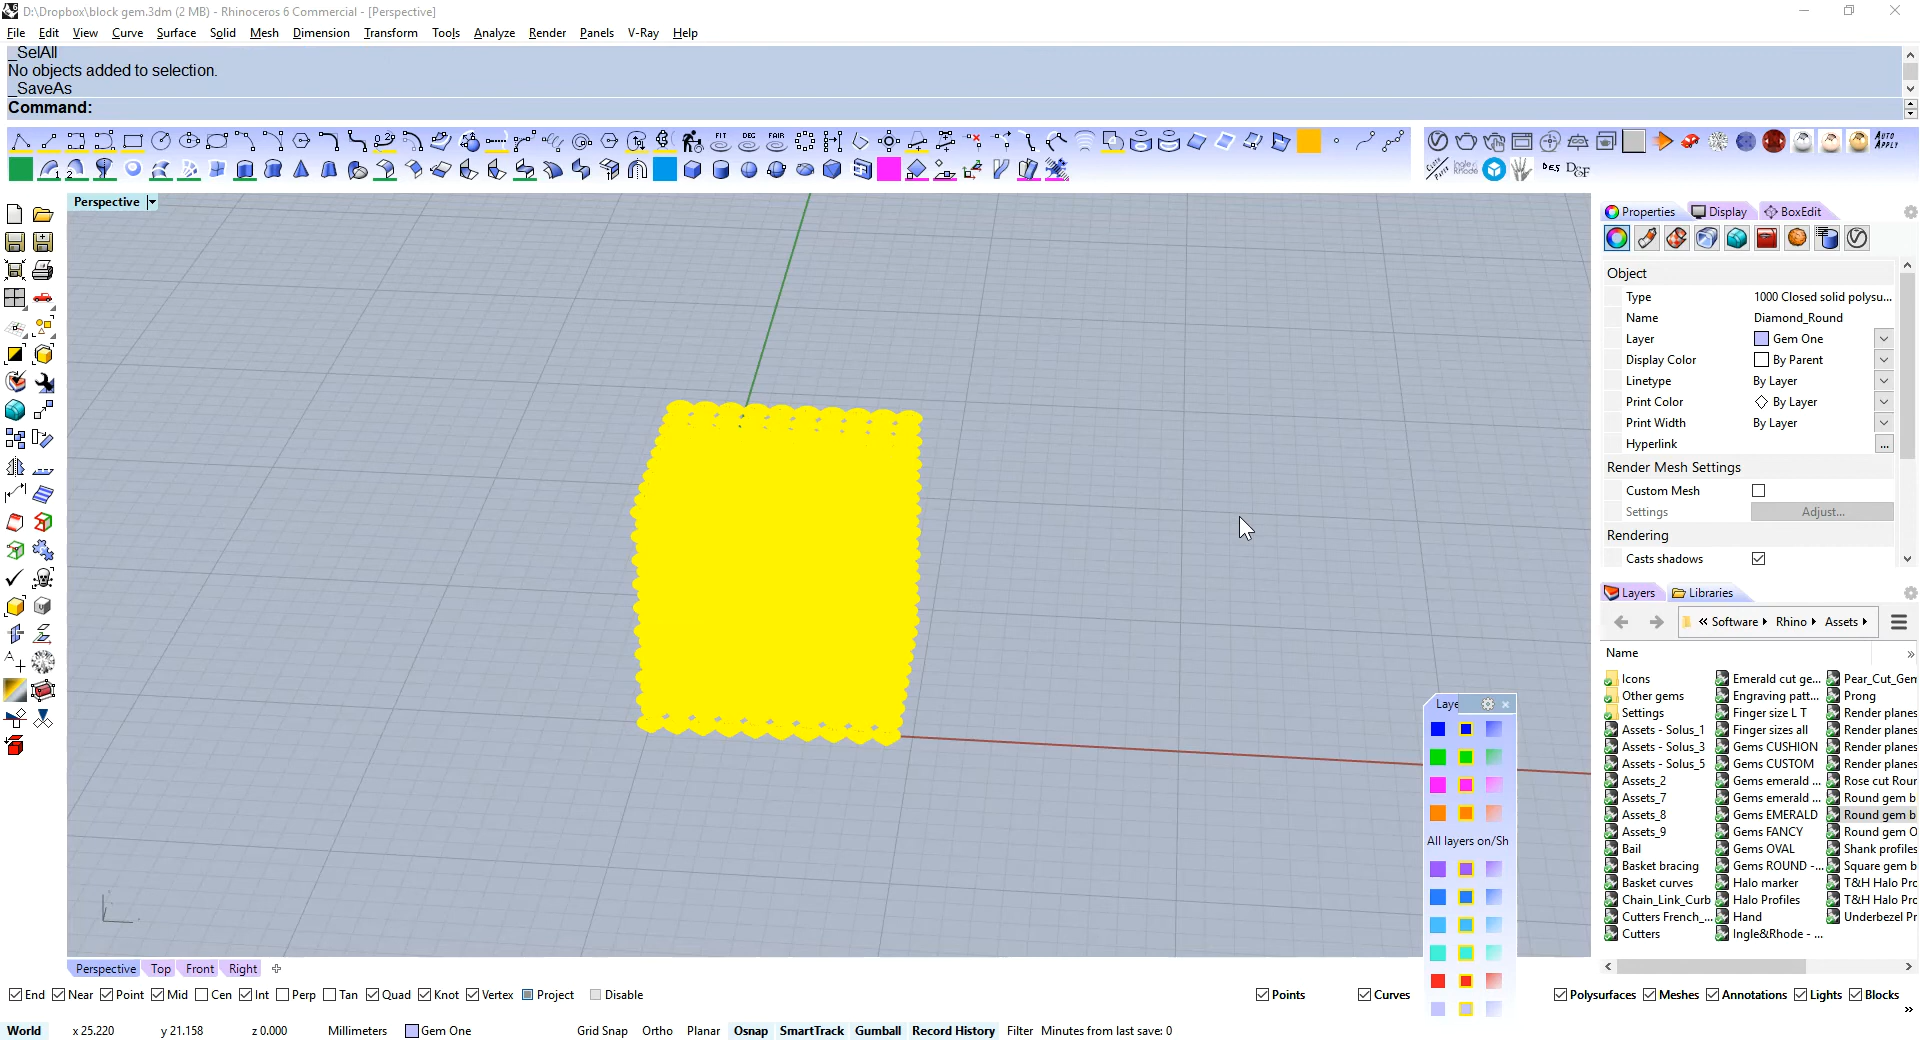 D:\Dropbox\block gem.3dm (2 MB) - Rhinoceros 6 Commercial - [Perspective]
File Edit View Curve Surface Solid Mesh Dimension Transform Tools Analyze Render Panels V-Ray Help
_SelAll
No objects added to selection.
_SaveAs
Command:
FIT DEG FAIR
AUTO
APPLY
Perspective
Properties Display BoxEdit
Object
Type 1000 Closed solid polysu...
Name Diamond_Round
Layer Gem One
Display Color By Parent
Linetype By Layer
Print Color By Layer
Print Width By Layer
Hyperlink ...
Render Mesh Settings
Custom Mesh
Settings Adjust...
Rendering
Casts shadows
Layers Libraries
« Software Rhino Assets
Name »
Icons Emerald cut ge... Pear_Cut_Gem
Other gems Engraving patt... Prong
Settings Finger size L T Render planes
Assets - Solus_1 Finger sizes all Render planes
Assets - Solus_3 Gems CUSHION Render planes
Assets - Solus_5 Gems CUSTOM Render planes
Assets_2 Gems emerald ... Rose cut Rour
Assets_7 Gems emerald ... Round gem b
Assets_8 Gems EMERALD Round gem b
Assets_9 Gems FANCY Round gem O
Bail Gems OVAL Shank profiles
Basket bracing Gems ROUND -... Square gem b
Basket curves Halo marker T&H Halo Pro
Chain_Link_Curb Halo Profiles T&H Halo Pro
Cutters French_... Hand Underbezel Pr
Cutters Ingle&Rhode - ...
Laye
All layers on/Sh
Perspective Top Front Right
End Near Point Mid Cen Int Perp Tan Quad Knot Vertex Project Disable Points Curves Polysurfaces Meshes Annotations Lights Blocks
»
World x 25.220 y 21.158 z 0.000 Millimeters Gem One Grid Snap Ortho Planar Osnap SmartTrack Gumball Record History Filter Minutes from last save: 0